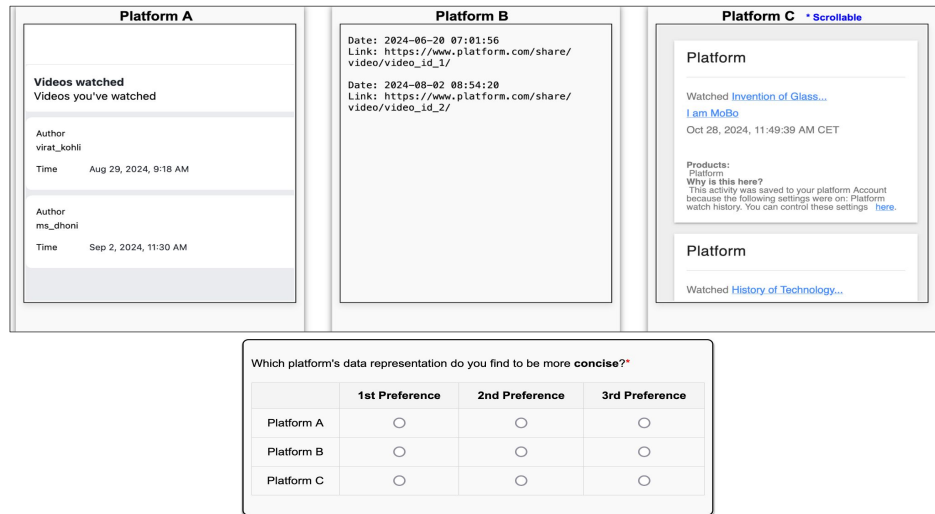 Platform A
Videos watched
Videos you've watched
Author
virat_kohli
Time Aug 29, 2024, 9:18 AM
Author
ms_dhoni
Time Sep 2, 2024, 11:30 AM
Platform B
Date: 2024-06-20 07:01:56
Link: https://www.platform.com/share/
video/video_id_1/
Date: 2024-08-02 08:54:20
Link: https://www.platform.com/share/
video/video_id_2/
Platform C * Scrollable
Platform
Watched Invention of Glass...
I am MoBo
Oct 28, 2024, 11:49:39 AM CET
Products:
Platform
Why is this here?
This activity was saved to your platform Account
because the following settings were on: Platform
watch history. You can control these settings here.
Platform
Watched History of Technology...
Which platform's data representation do you find to be more concise?*
1st Preference 2nd Preference 3rd Preference
Platform A
Platform B
Platform C